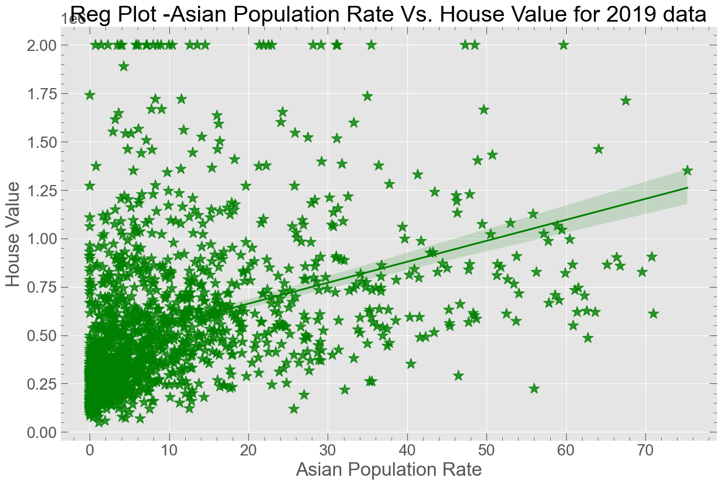 Reg Plot -Asian Population Rate Vs. House Value for 2019 data
2.00
1.75
1.50
1.25
1.00
0.75
0.50
0.25
0.00
House Value
0 10 20 30 40 50 60 70
Asian Population Rate